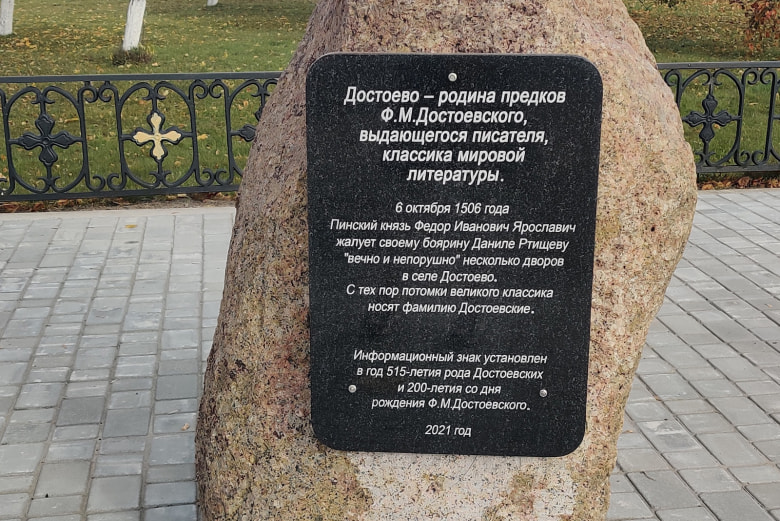 Достоево – родина предков
Ф.М.Достоевского,
выдающегося писателя,
классика мировой
литературы.
6 октября 1506 года
Пинский князь Федор Иванович Ярославич
жалует своему боярину Даниле Ртищеву
"вечно и непорушно" несколько дворов
в селе Достоево.
С тех пор потомки великого классика
носят фамилию Достоевские.
Информационный знак установлен
в год 515-летия рода Достоевских
и 200-летия со дня
рождения Ф.М.Достоевского.
2021 год